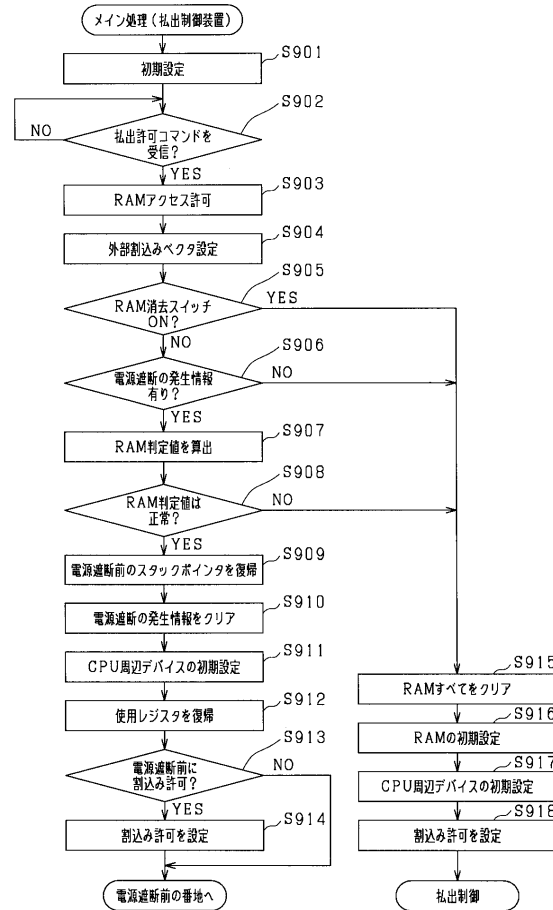 メイン処理(払出制御装置)
初期設定
S901
払出許可コマンドを
受信?
S902
NO
YES
RAMアクセス許可
S903
外部割込みベクタ設定
S904
RAM消去スイッチ
ON?
S905
YES
NO
電源遮断の発生情報
有り?
S906
NO
YES
RAM判定値を算出
S907
RAM判定値は
正常?
S908
NO
YES
電源遮断前のスタックポインタを復帰
S909
電源遮断の発生情報をクリア
S910
CPU周辺デバイスの初期設定
S911
使用レジスタを復帰
S912
電源遮断前に
割込み許可?
S913
NO
YES
割込み許可を設定
S914
電源遮断前の番地へ
RAMすべてをクリア
S915
RAMの初期設定
S916
CPU周辺デバイスの初期設定
S917
割込み許可を設定
S918
払出制御